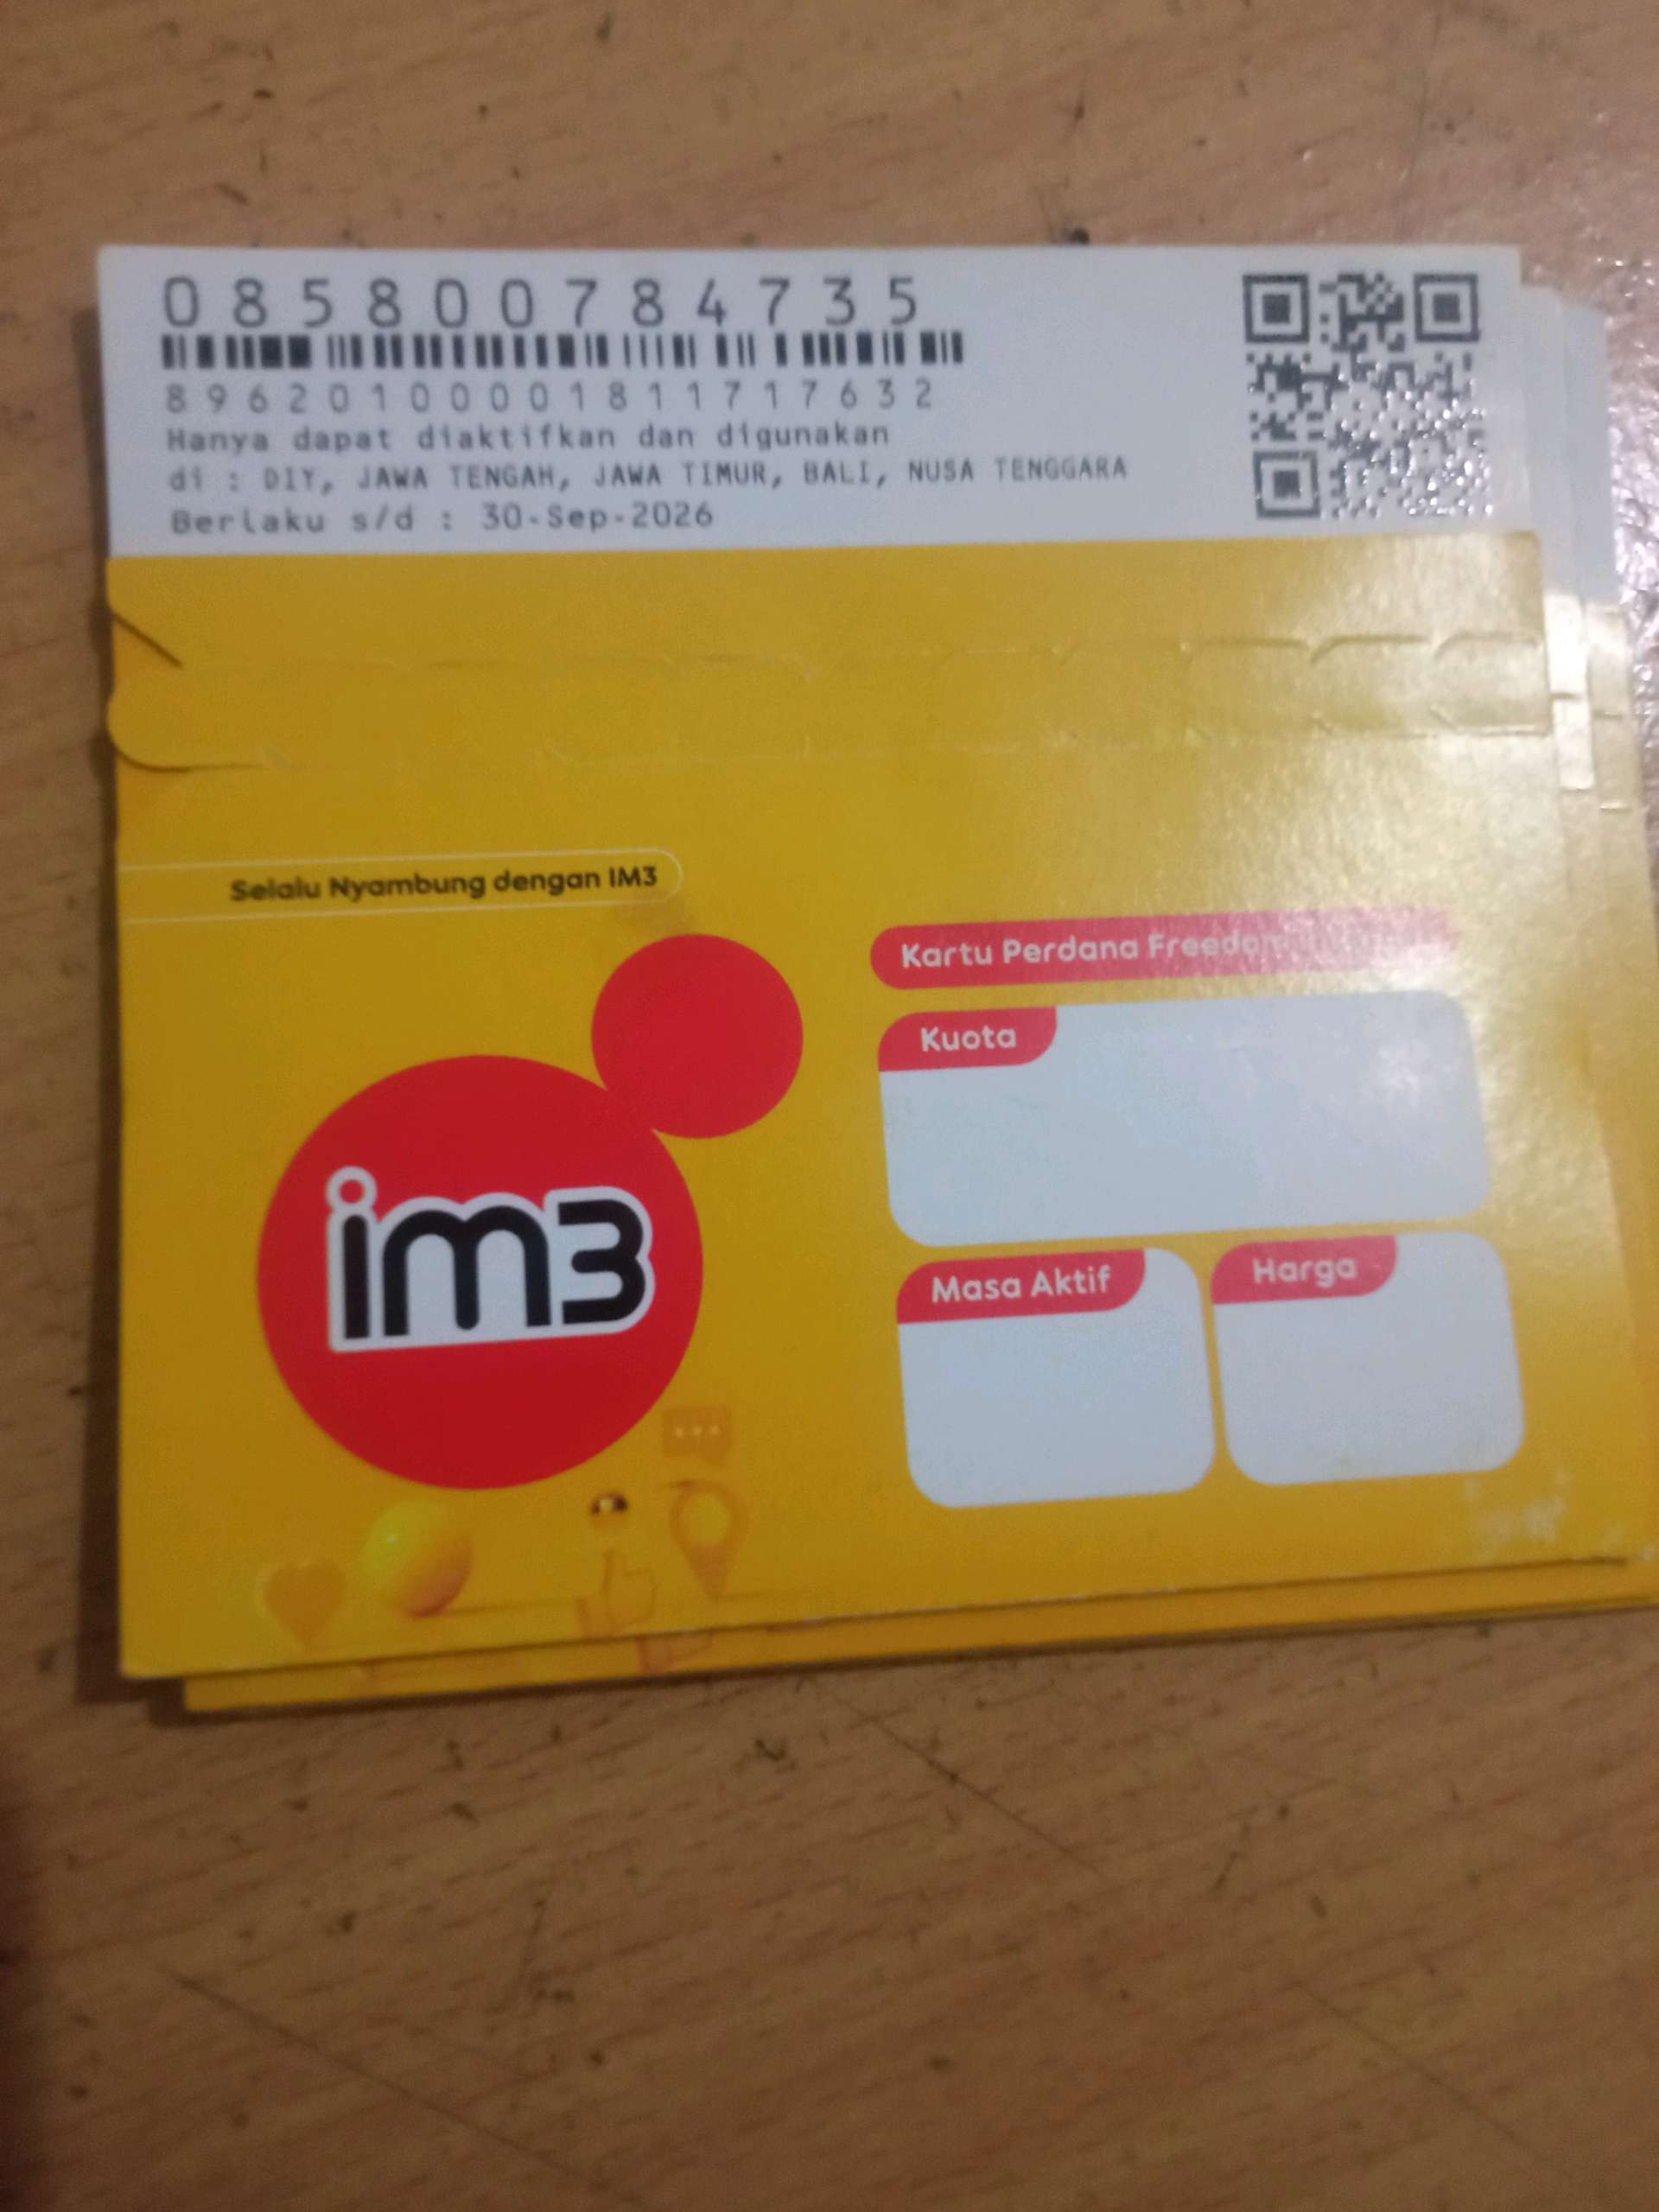 085800784735
8962010000181171763 2
Hanya dapat diaktifkan dan digunakan
di : DIY, JAWA TENGAH, JAWA TIMUR, BALI, NUSA TENGGARA
Berlaku s/d : 30-Sep-2026
Selalu Nyambung dengan IM3
Kartu Perdana Freedom
Kuota
im3
Masa Aktif
Harga